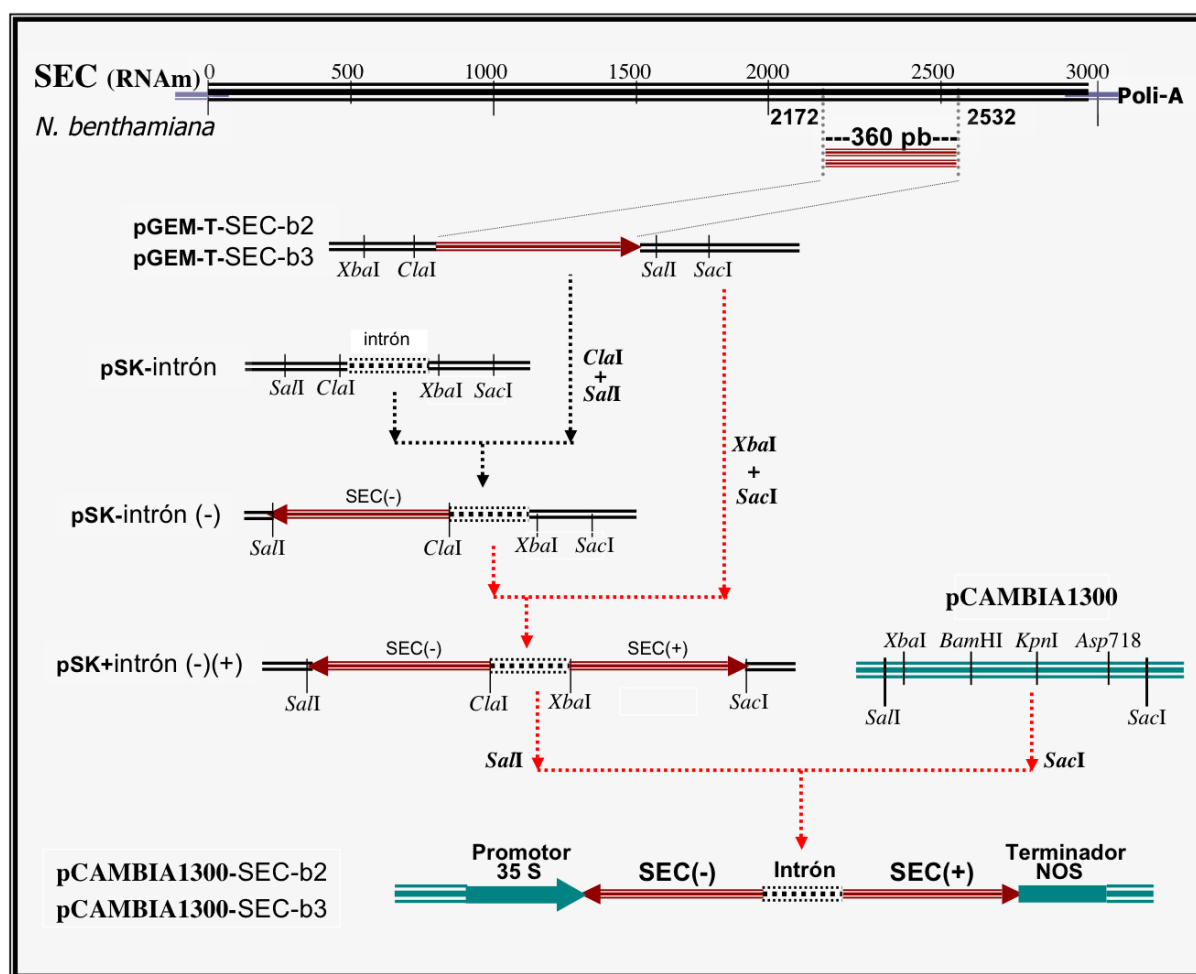 SEC (RNAm) 0 500 1000 1500 2000 2500 3000
Poli-A
N. benthamiana
2172 2532
---360 pb---
pGEM-T-SEC-b2
pGEM-T-SEC-b3
XbaI ClaI SalI SacI
intrón
pSK-intrón
SalI ClaI XbaI SacI
ClaI
+
SalI
XbaI
+
SacI
SEC(-)
pSK-intrón (-)
SalI ClaI XbaI SacI
pCAMBIA1300
XbaI BamHI KpnI Asp718
SalI SacI
SEC(-) SEC(+)
pSK+intrón (-)(+)
SalI ClaI XbaI SacI
SalI SacI
Promotor
35 S
SEC(-) Intrón SEC(+)
Terminador
NOS
pCAMBIA1300-SEC-b2
pCAMBIA1300-SEC-b3